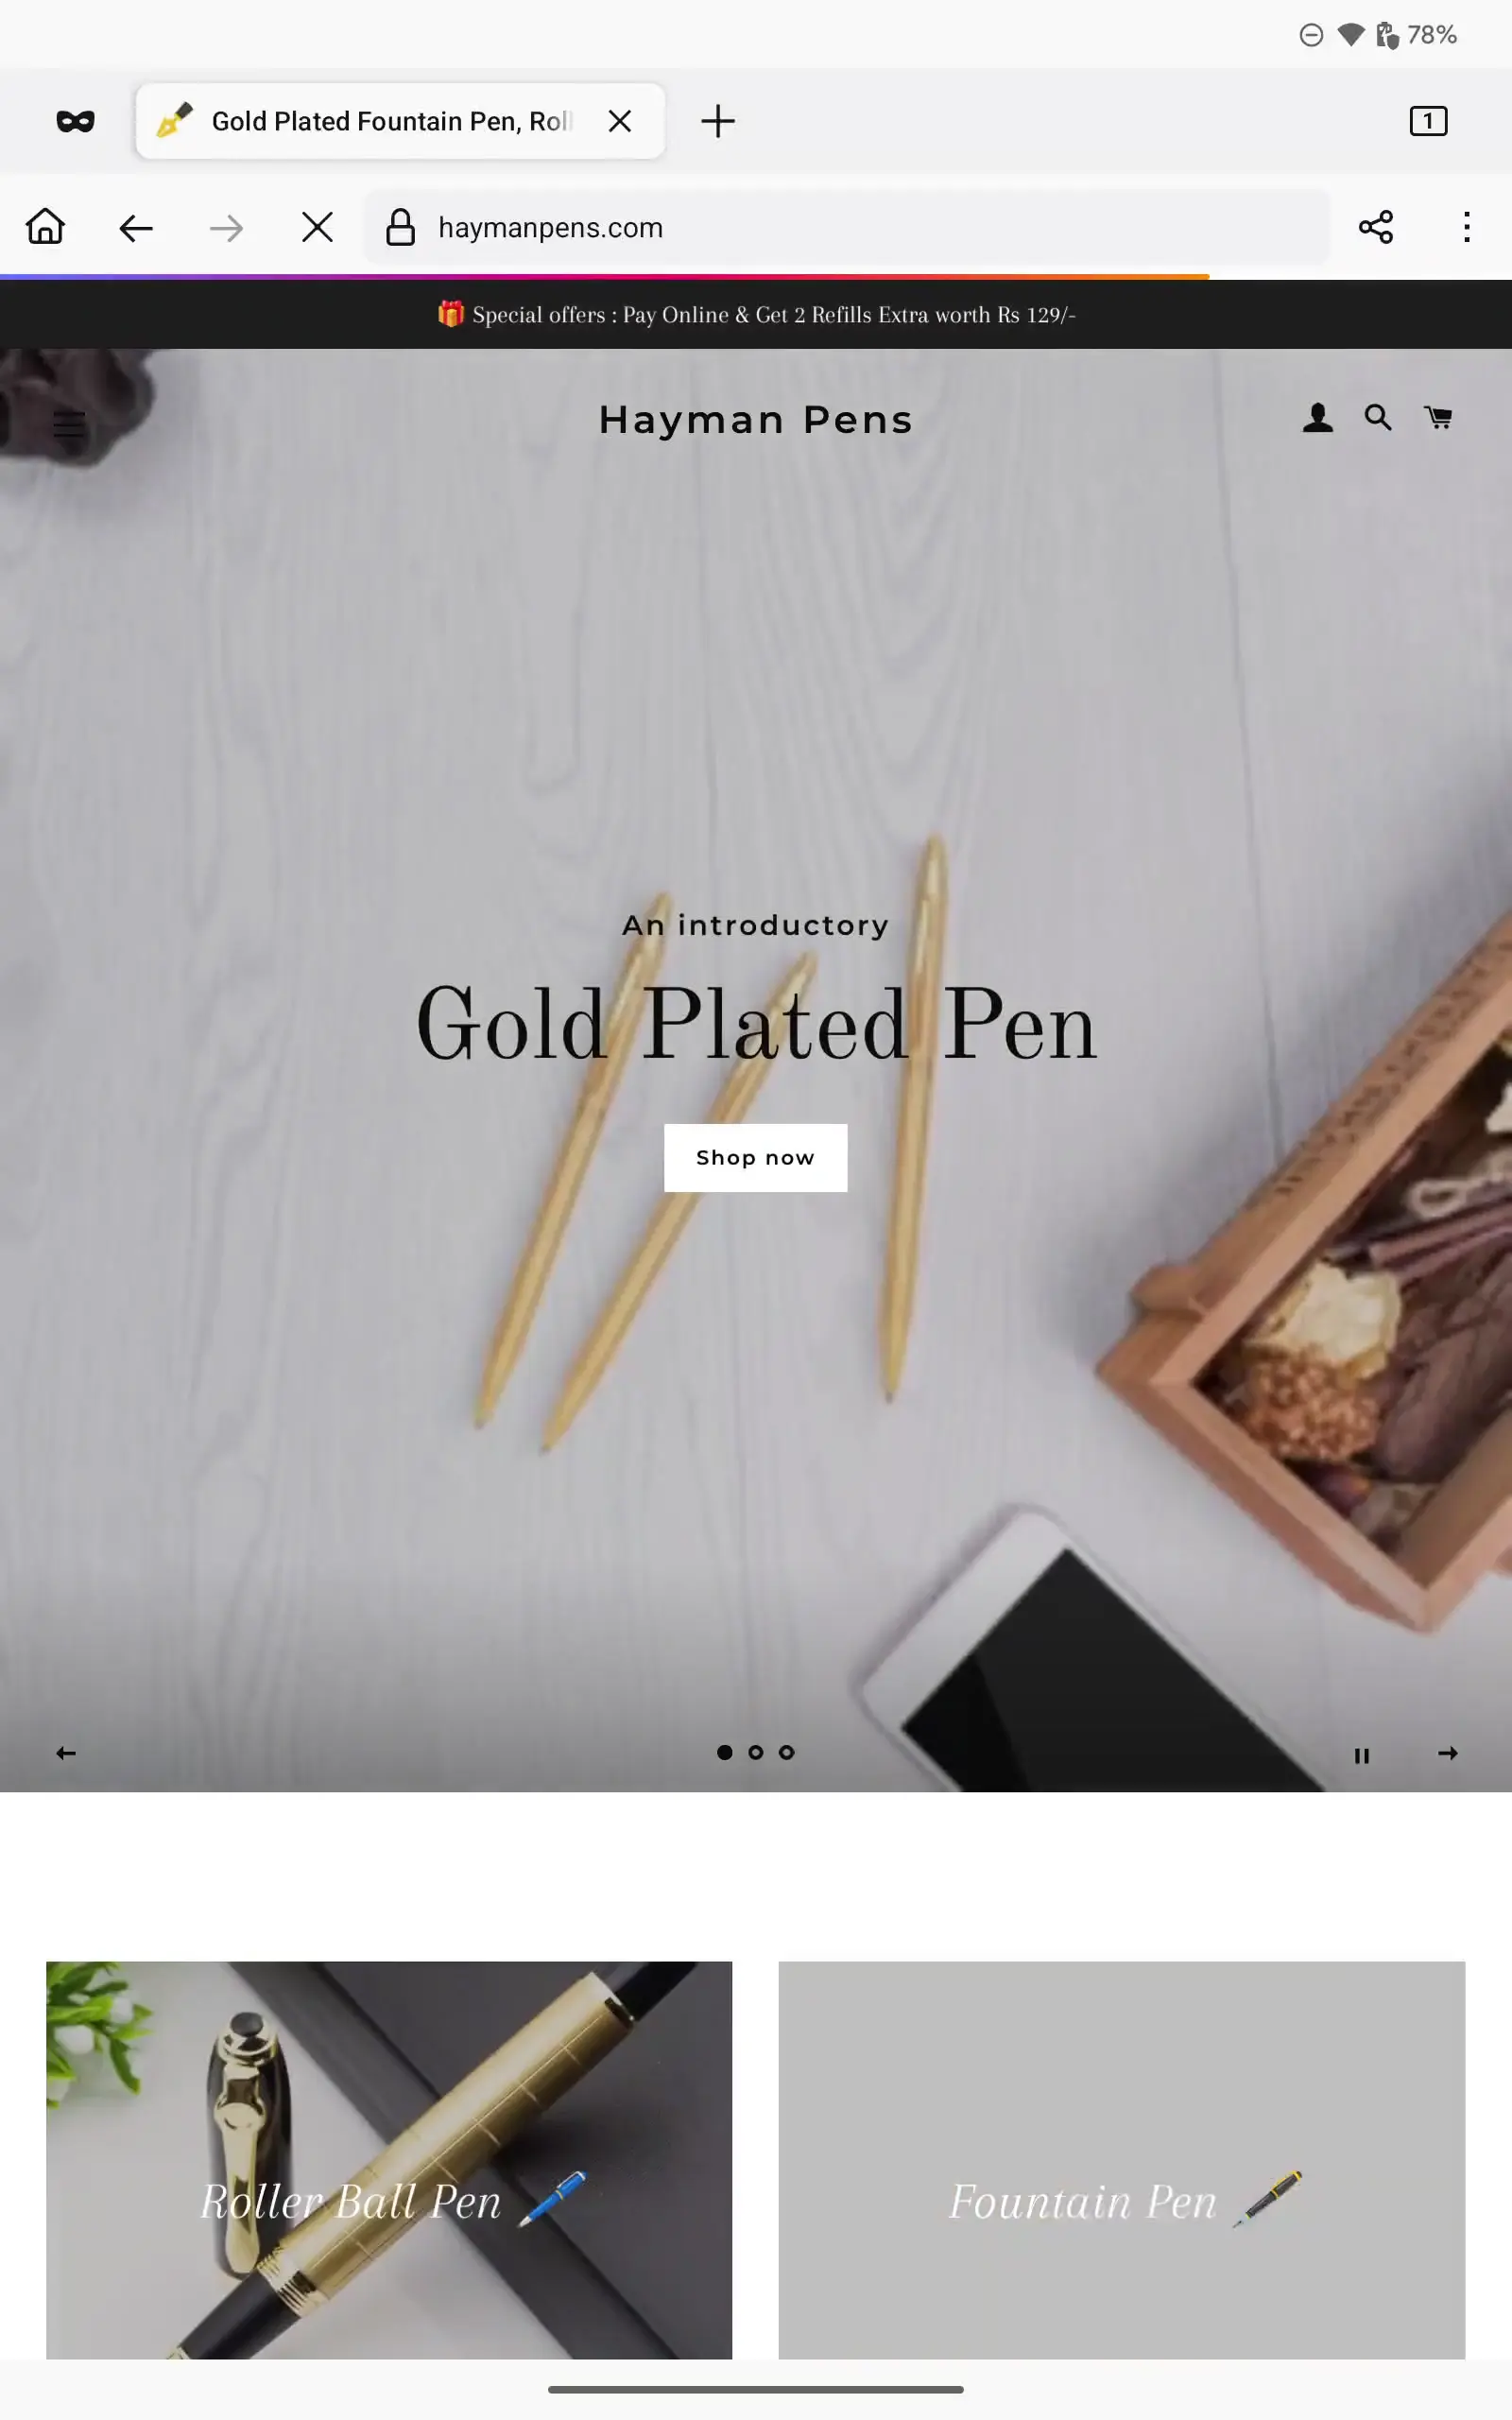 78%
Gold Plated Fountain Pen, Roll
1
haymanpens.com
🎁 Special offers : Pay Online & Get 2 Refills Extra worth Rs 129/-
Hayman Pens
An introductory
Gold Plated Pen
Shop now
Roller Ball Pen 🖊️
Fountain Pen 🖋️